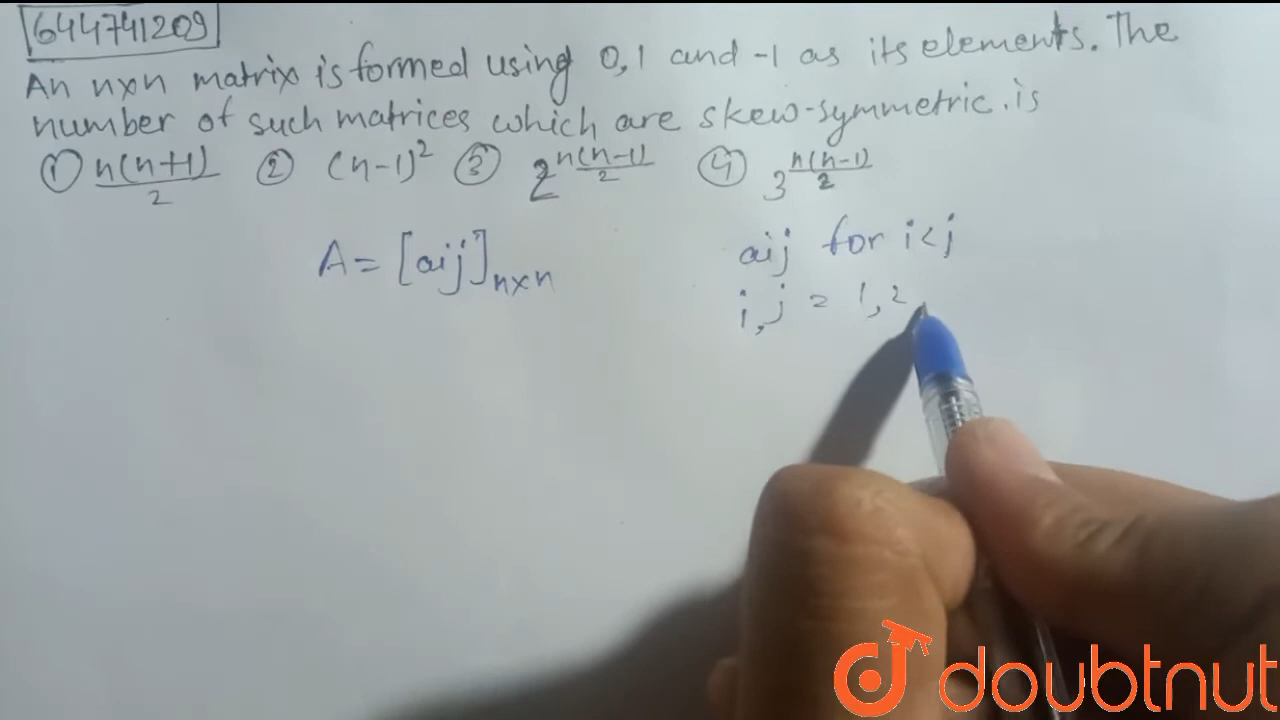 644741209
An nxn matrix is formed using 0, 1 and -1 as its elements. The
number of such matrices which are skew-symmetric. is
① n(n+1)/2 ② (n-1)² ③ 2^(n(n-1)/2) ④ 3^(n(n-1)/2)
A = [aij]nxn
aij for i<j
i, j = 1, 2
doubtnut